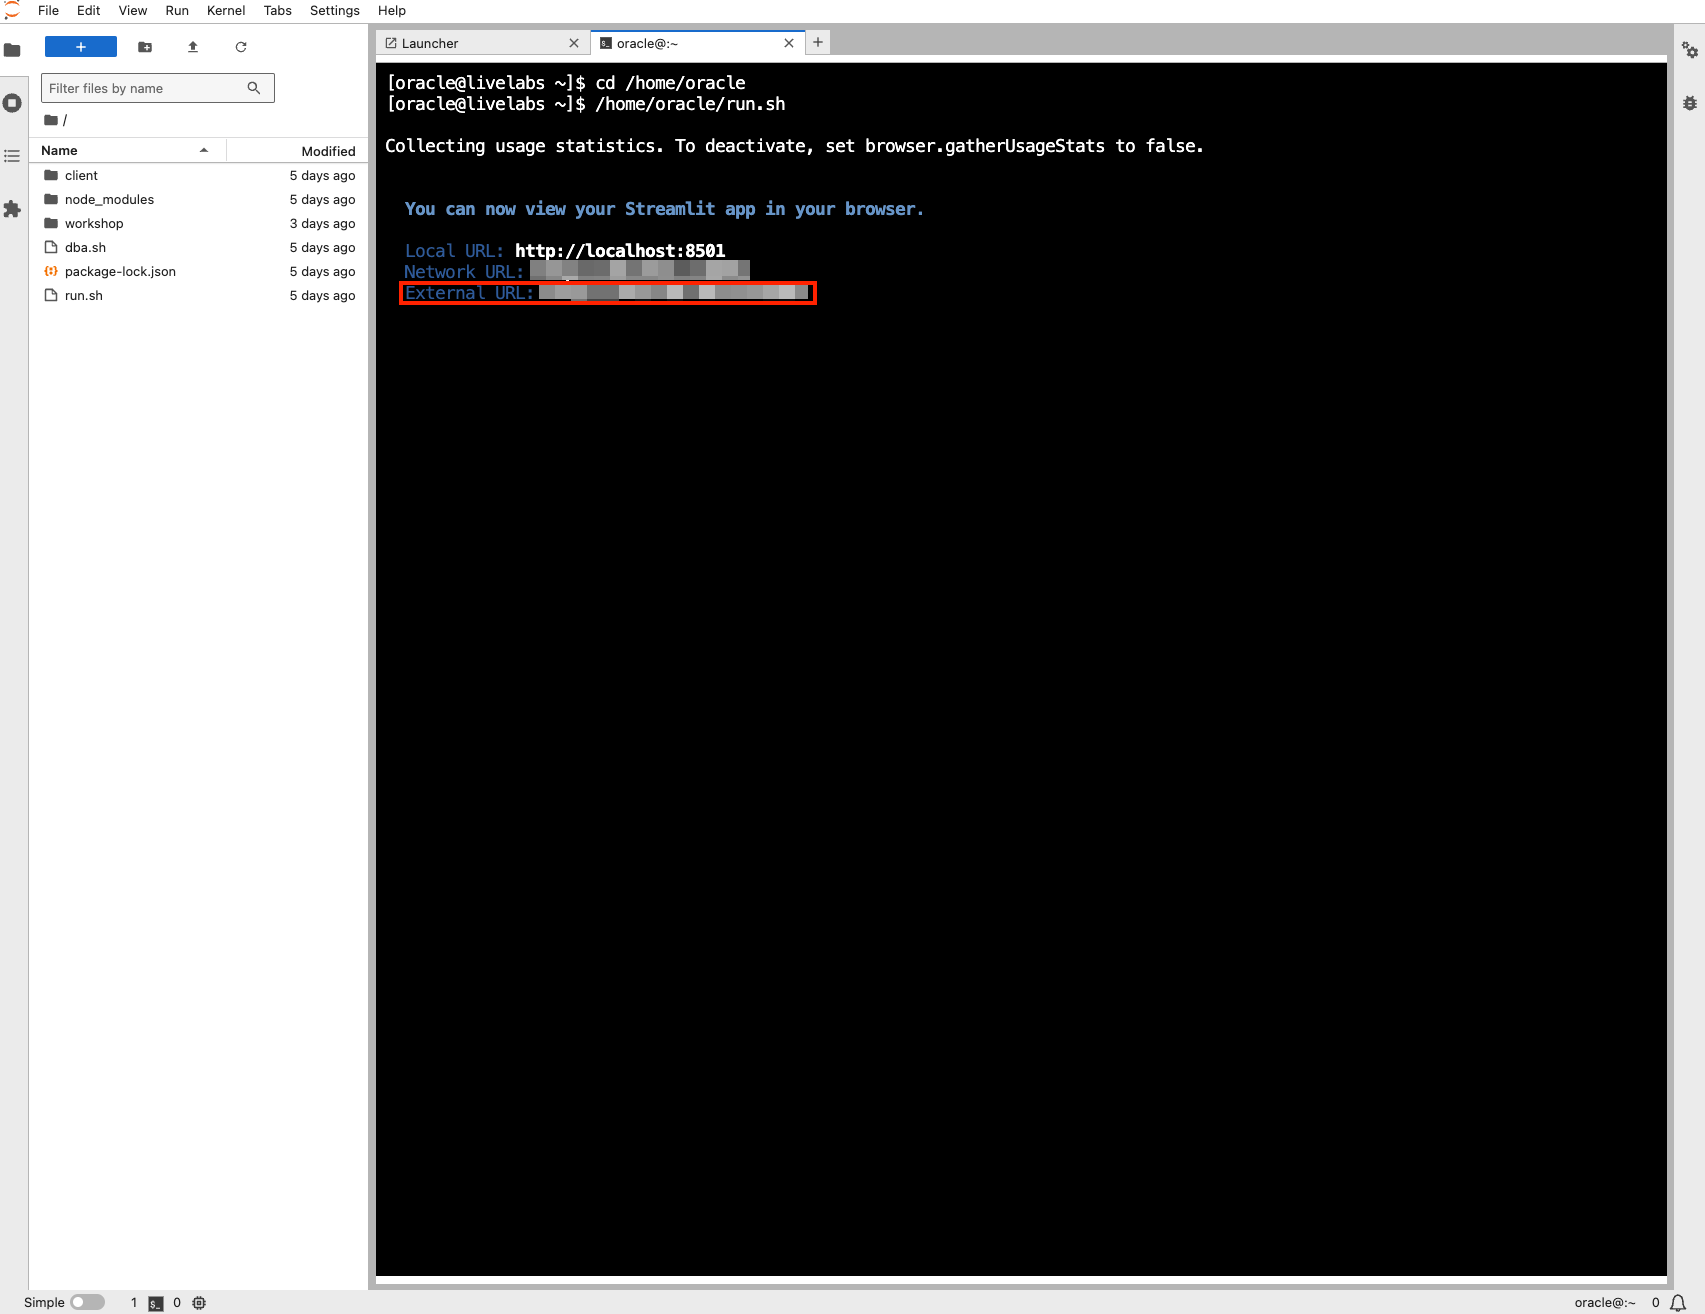 File Edit View Run Kernel Tabs Settings Help
Launcher
oracle@:~
Filter files by name
/
Name Modified
client 5 days ago
node_modules 5 days ago
workshop 3 days ago
dba.sh 5 days ago
package-lock.json 5 days ago
run.sh 5 days ago
[oracle@livelabs ~]$ cd /home/oracle
[oracle@livelabs ~]$ /home/oracle/run.sh
Collecting usage statistics. To deactivate, set browser.gatherUsageStats to false.
You can now view your Streamlit app in your browser.
Local URL: http://localhost:8501
Network URL:
External URL:
Simple 1 0
oracle@:~ 0